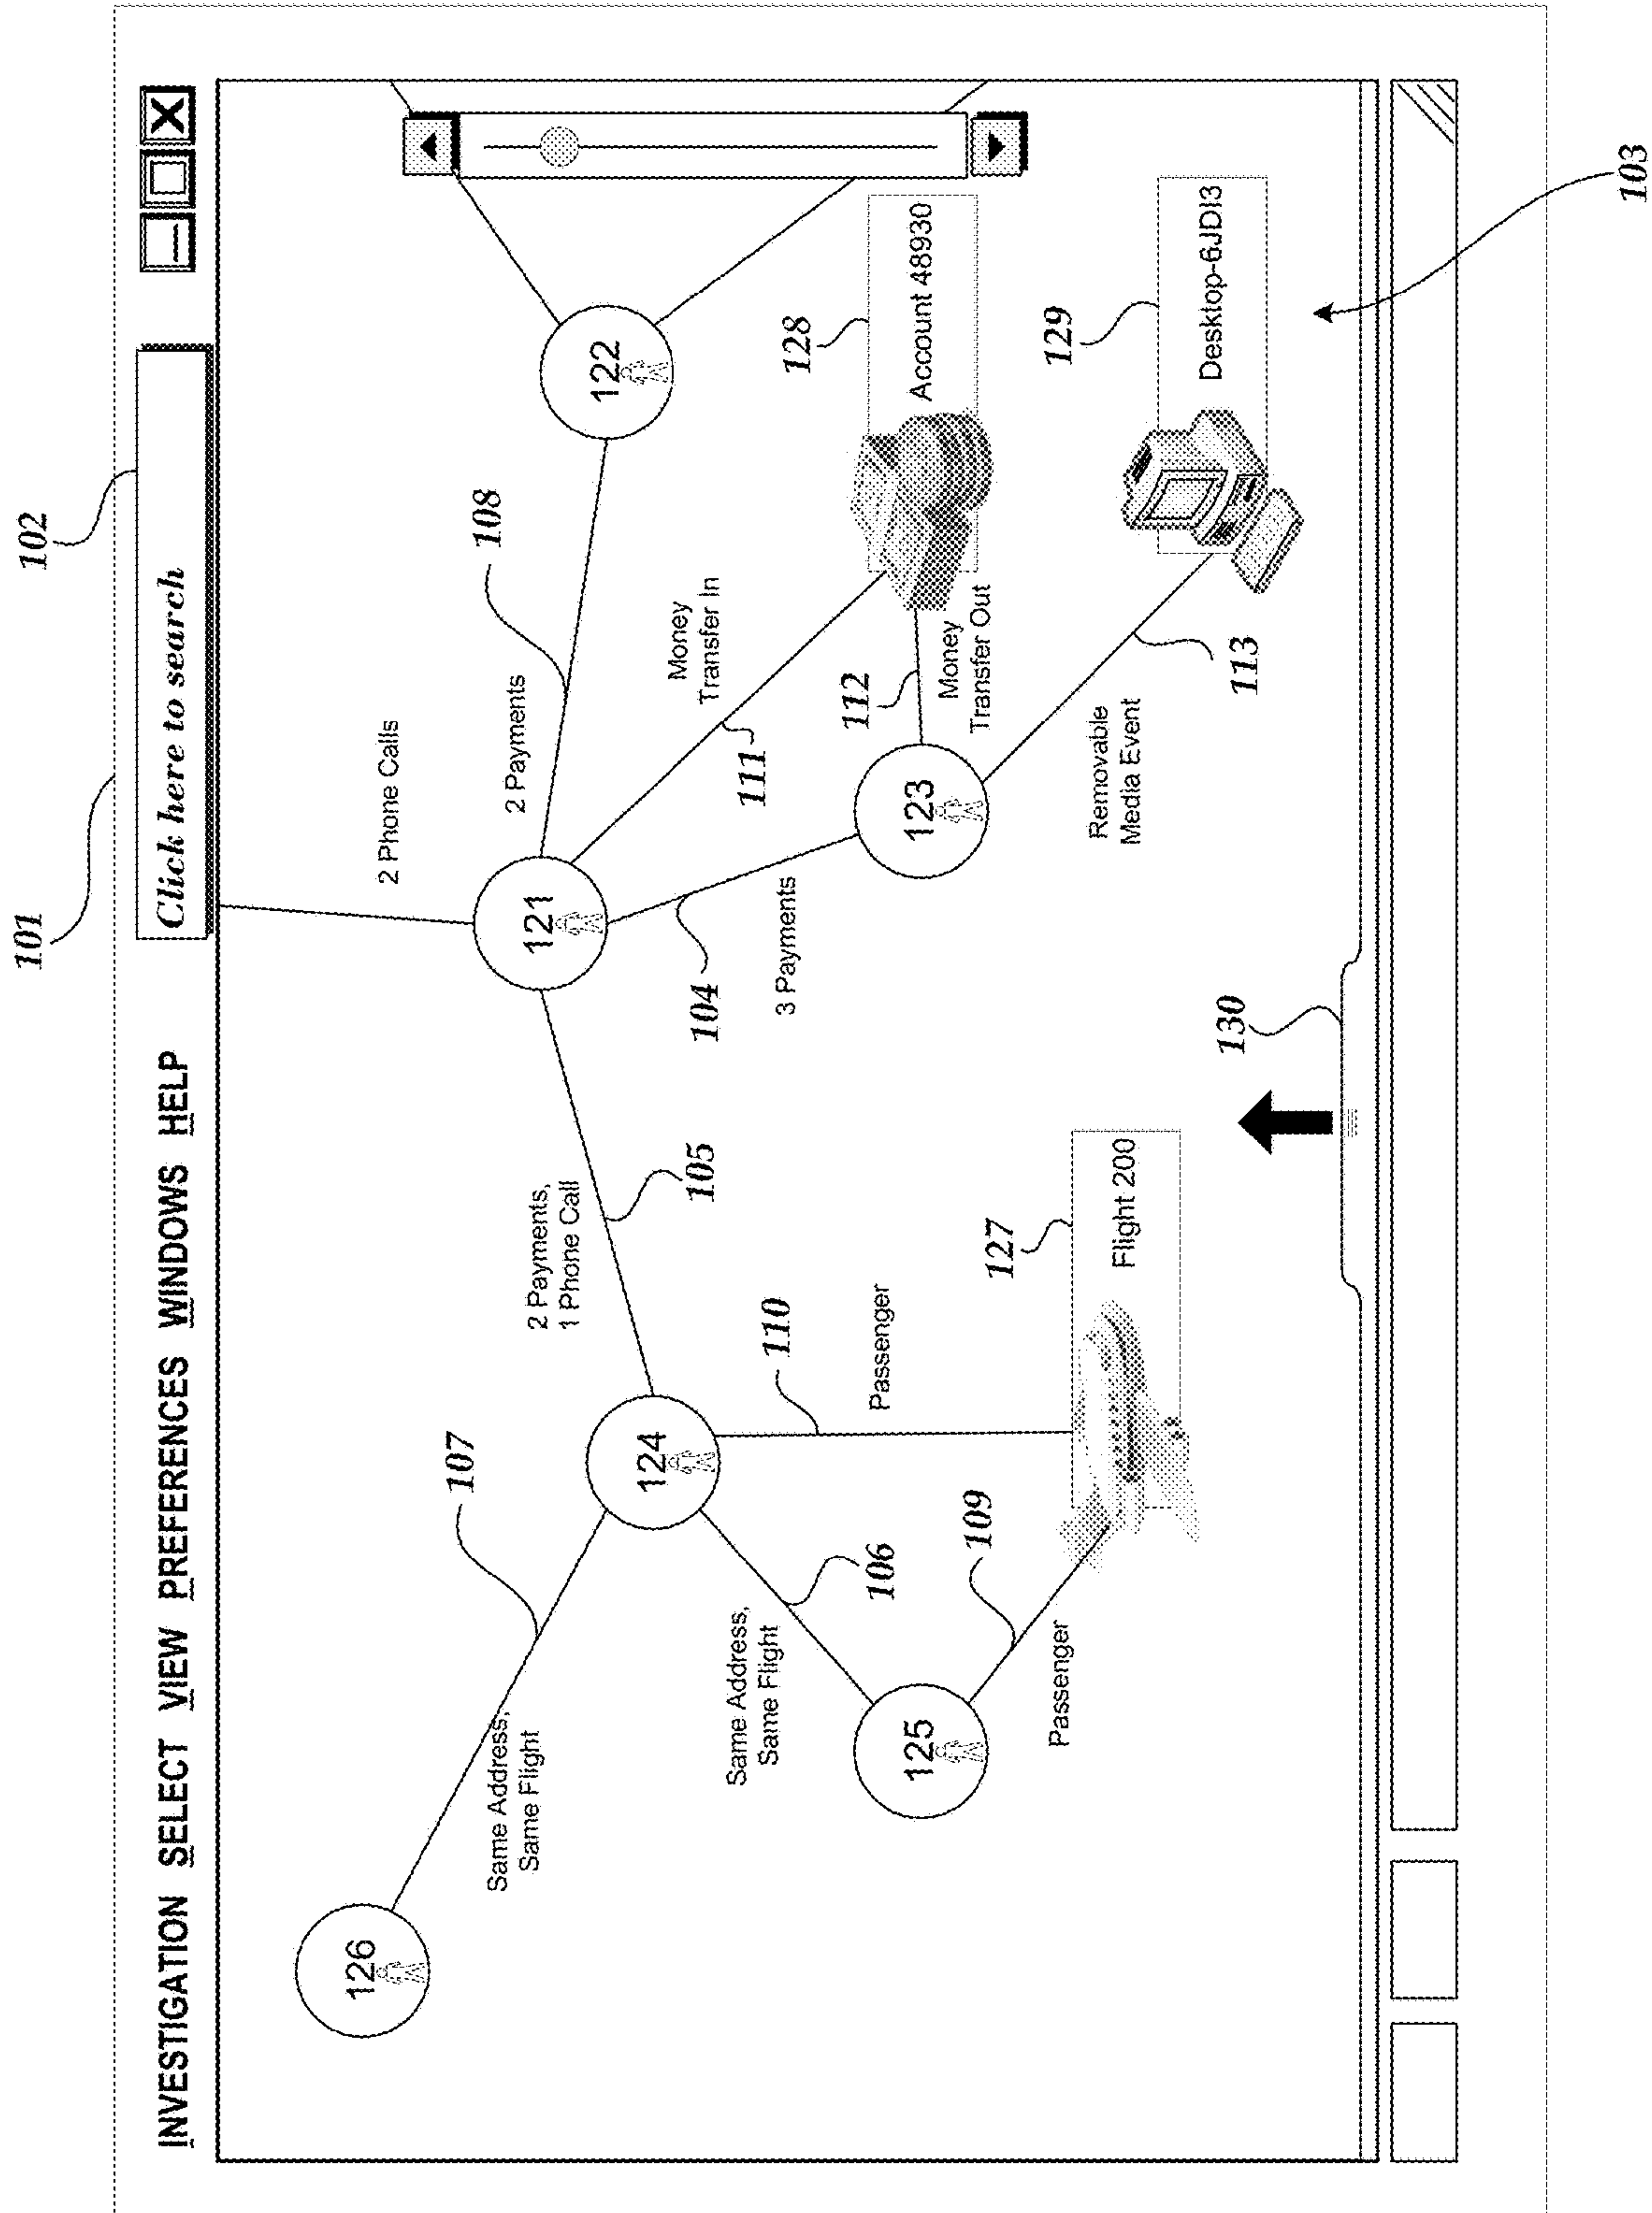 101
102
INVESTIGATION SELECT VIEW PREFERENCES WINDOWS HELP
Click here to search
126
107
Same Address,
Same Flight
2 Phone Calls
2 Payments,
1 Phone Call
105
121
2 Payments
108
122
124
104
3 Payments
Money
Transfer In
111
Same Address,
Same Flight
106
110
Passenger
125
109
Passenger
127
Flight 200
123
112
Money
Transfer Out
128
Account 48930
Removable
Media Event
113
129
Desktop-6JDI3
130
103